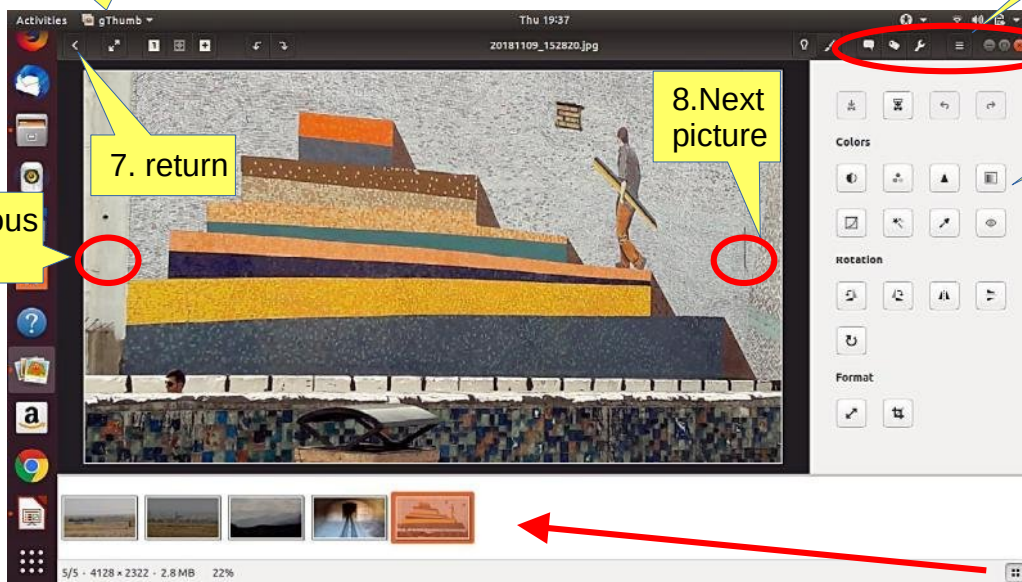 Activities gThumb Thu 19:37
20181109_152820.jpg
7. return
8.Next
picture
ous
Colors
Rotation
Format
a
5/5 - 4128 × 2322 - 2.8 MB 22%